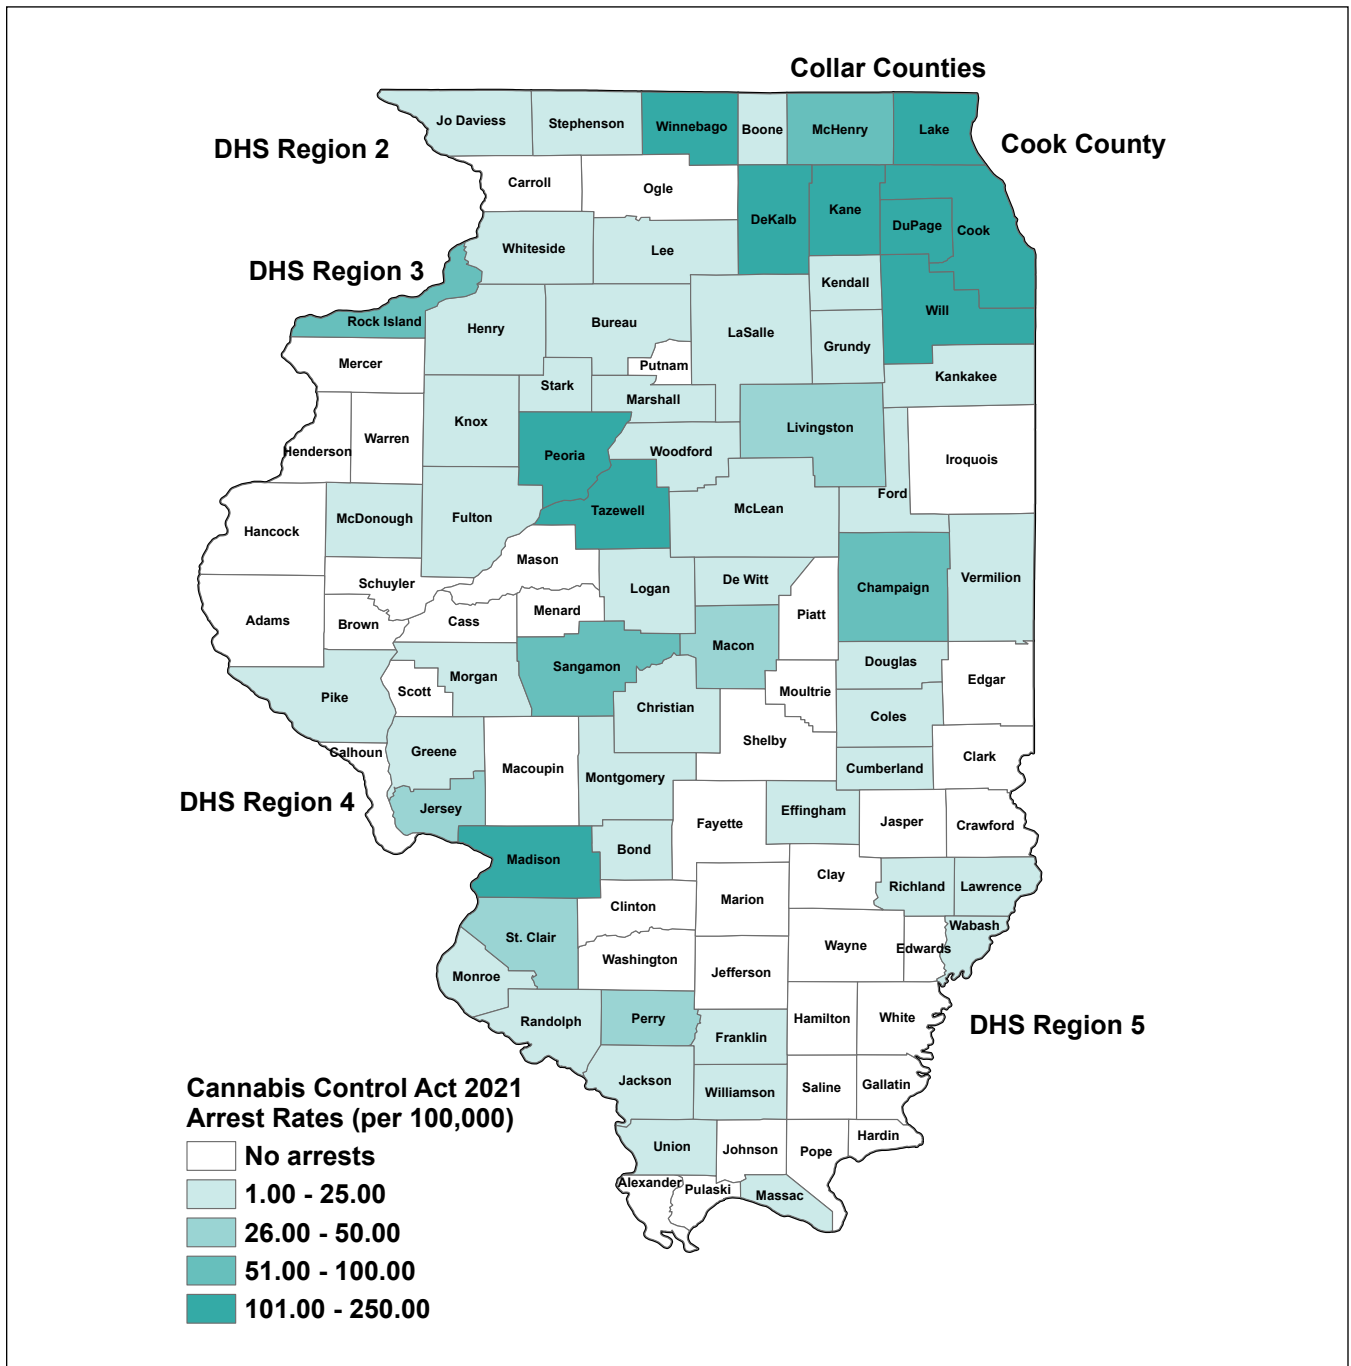 Collar Counties
Jo Daviess
Stephenson
Winnebago
Boone
McHenry
Lake
DHS Region 2
Cook County
Carroll
Ogle
DeKalb
Kane
DuPage
Cook
Whiteside
Lee
DHS Region 3
Kendall
Rock Island
Henry
Bureau
LaSalle
Grundy
Will
Mercer
Putnam
Kankakee
Stark
Marshall
Knox
Henderson
Warren
Peoria
Woodford
Livingston
Iroquois
Ford
Hancock
McDonough
Fulton
Tazewell
McLean
Mason
Schuyler
Logan
De Witt
Champaign
Vermilion
Adams
Brown
Cass
Menard
Piatt
Macon
Pike
Scott
Morgan
Sangamon
Christian
Moultrie
Douglas
Edgar
Coles
Calhoun
Greene
Macoupin
Montgomery
Shelby
Cumberland
Clark
DHS Region 4
Jersey
Fayette
Effingham
Jasper
Crawford
Madison
Bond
Clay
Richland
Lawrence
Clinton
Marion
Wabash
St. Clair
Washington
Wayne
Edwards
Monroe
Jefferson
Randolph
Perry
Franklin
Hamilton
White
DHS Region 5
Jackson
Williamson
Saline
Gallatin
Union
Johnson
Pope
Hardin
Alexander
Pulaski
Massac
Cannabis Control Act 2021
Arrest Rates (per 100,000)
No arrests
1.00 - 25.00
26.00 - 50.00
51.00 - 100.00
101.00 - 250.00